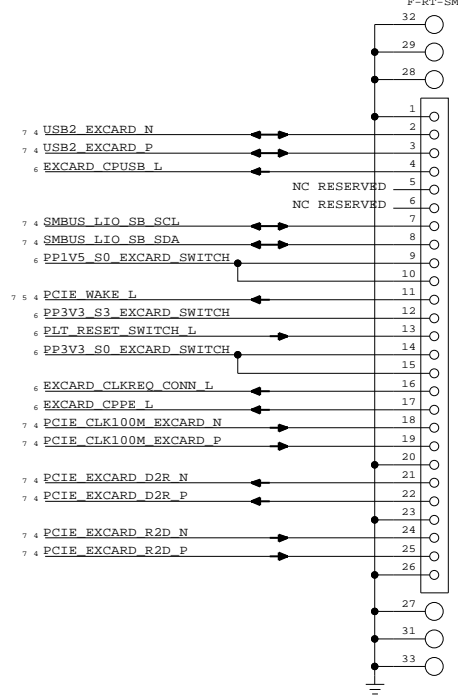 F-RT-SM
32
29
28
1
7 4 USB2_EXCARD_N 2
7 4 USB2_EXCARD_P 3
6 EXCARD_CPUSB_L 4
NC RESERVED 5
NC RESERVED 6
7 4 SMBUS_LIO_SB_SCL 7
7 4 SMBUS_LIO_SB_SDA 8
6 PP1V5_S0_EXCARD_SWITCH 9
10
7 5 4 PCIE_WAKE_L 11
6 PP3V3_S3_EXCARD_SWITCH 12
6 PLT_RESET_SWITCH_L 13
6 PP3V3_S0_EXCARD_SWITCH 14
15
6 EXCARD_CLKREQ_CONN_L 16
6 EXCARD_CPPE_L 17
7 4 PCIE_CLK100M_EXCARD_N 18
7 4 PCIE_CLK100M_EXCARD_P 19
20
7 4 PCIE_EXCARD_D2R_N 21
7 4 PCIE_EXCARD_D2R_P 22
23
7 4 PCIE_EXCARD_R2D_N 24
7 4 PCIE_EXCARD_R2D_P 25
26
27
31
33